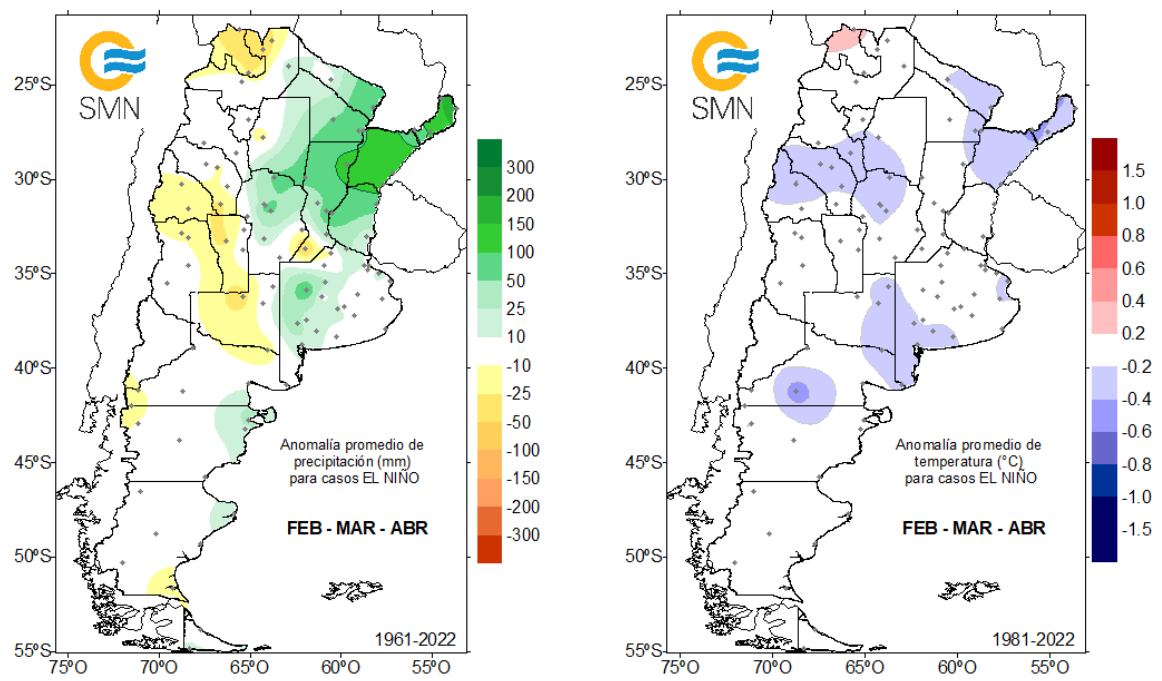 SMN
25ºS
30ºS
35ºS
40ºS
45ºS
50ºS
55ºS
75ºO
70ºO
65ºO
60ºO
55ºO
300
200
150
100
50
25
10
-10
-25
-50
-100
-150
-200
-300
Anomalía promedio de
precipitación (mm)
para casos EL NIÑO
FEB - MAR - ABR
1961-2022
SMN
25ºS
30ºS
35ºS
40ºS
45ºS
50ºS
55ºS
75ºO
70ºO
65ºO
60ºO
55ºO
1.5
1.0
0.8
0.6
0.4
0.2
-0.2
-0.4
-0.6
-0.8
-1.0
-1.5
Anomalía promedio de
temperatura (°C)
para casos EL NIÑO
FEB - MAR - ABR
1981-2022